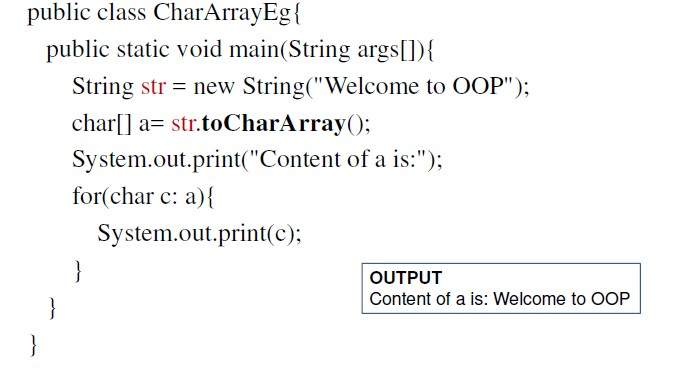 public class CharArrayEg{
public static void main(String args[]){
String str = new String("Welcome to OOP");
char[] a= str.toCharArray();
System.out.print("Content of a is:");
for(char c: a){
System.out.print(c);
}
OUTPUT
Content of a is: Welcome to OOP
}
}